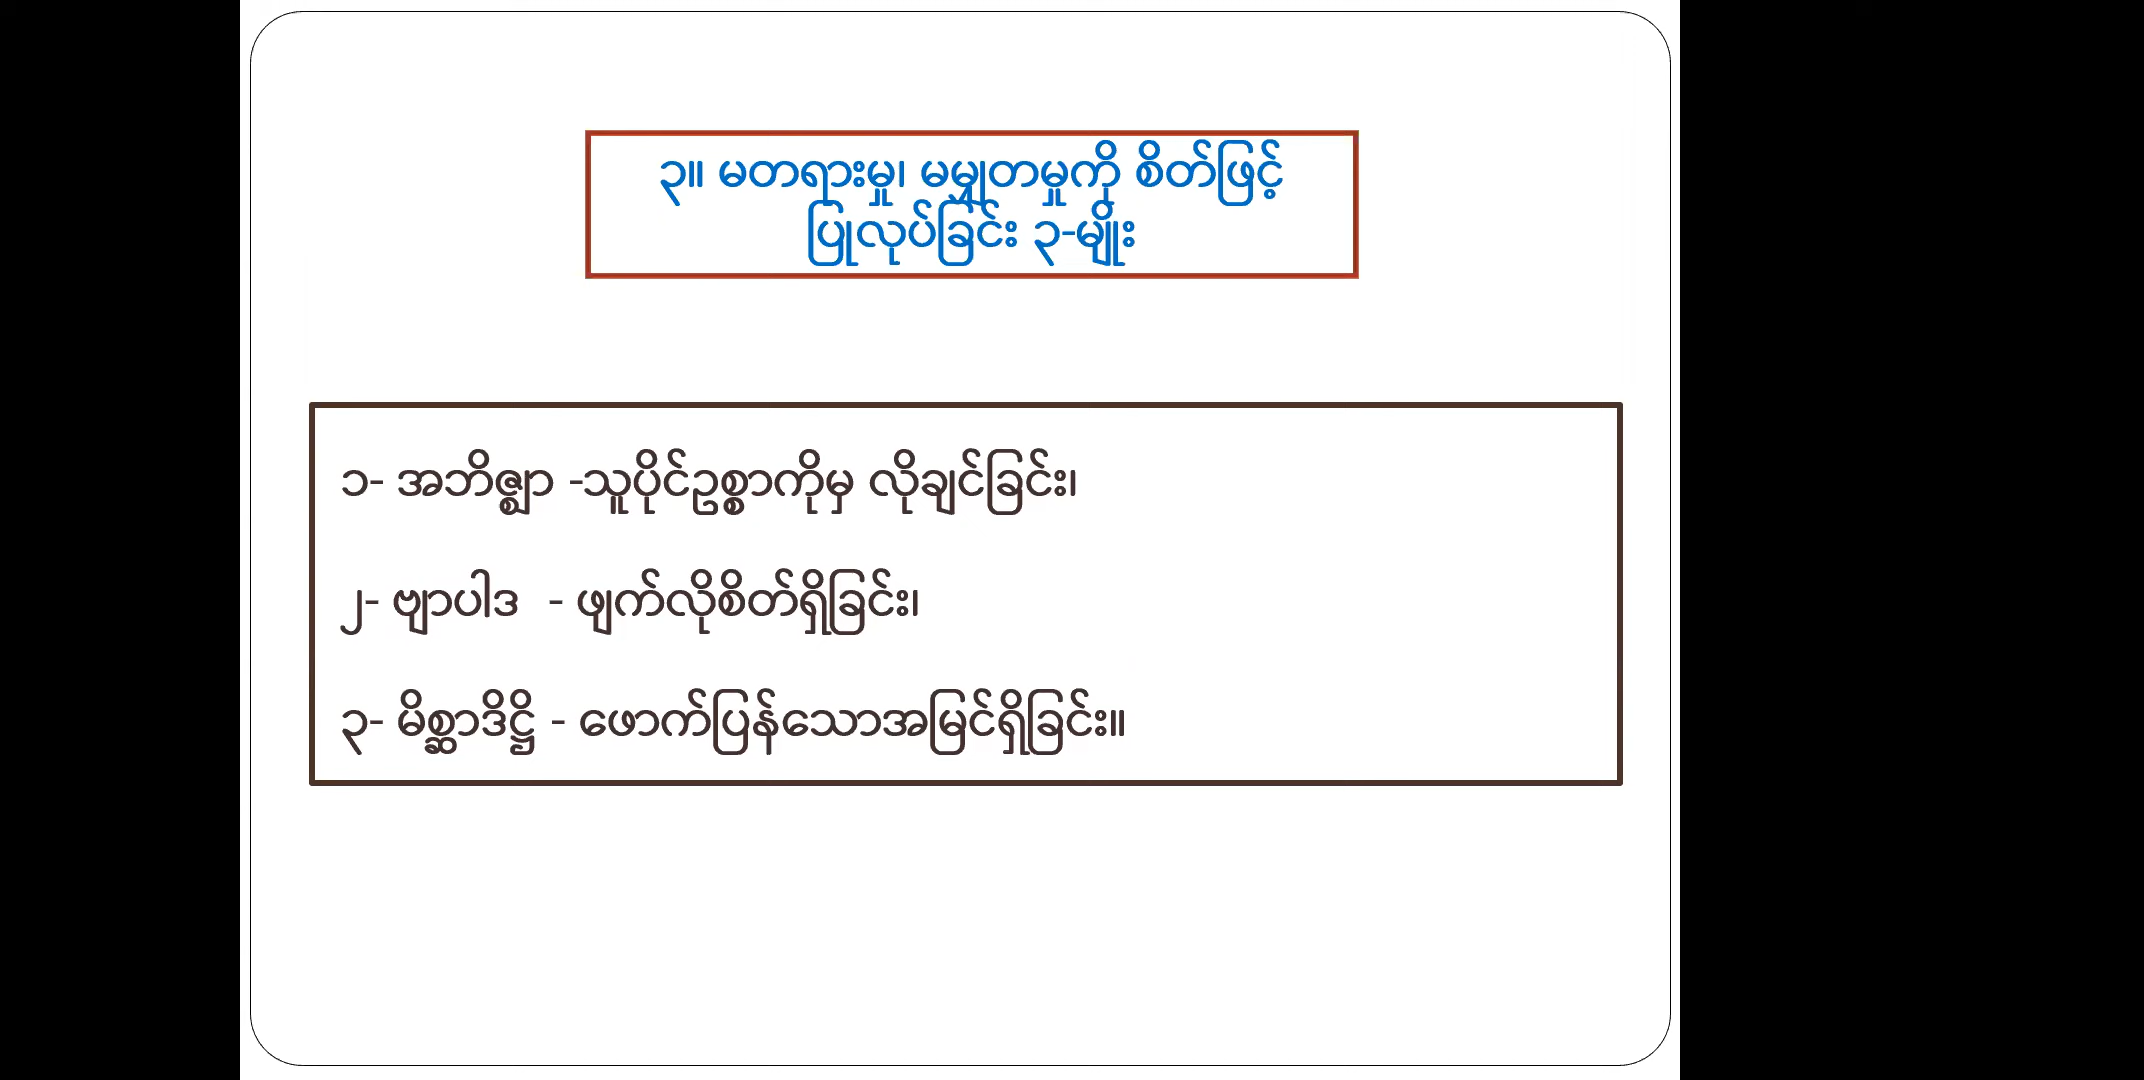 ၃။ မတရားမှု၊ မမျှတမှုကို စိတ်ဖြင့်
ပြုလုပ်ခြင်း ၃-မျိုး
၁- အဘိဇ္ဈာ -သူပိုင်ဥစ္စာကိုမှ လိုချင်ခြင်း၊
၂- ဗျာပါဒ - ဖျက်လိုစိတ်ရှိခြင်း၊
၃- မိစ္ဆာဒိဋ္ဌိ - ဖောက်ပြန်သောအမြင်ရှိခြင်း။